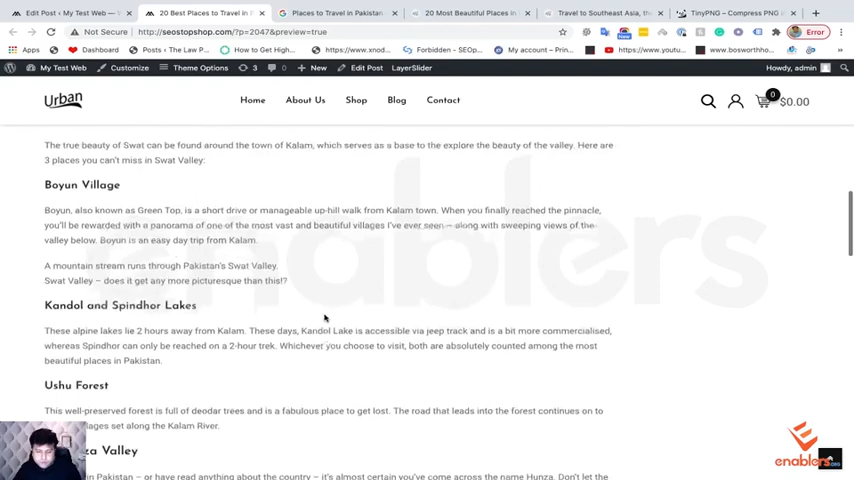 Edit Post ‹ My Test Web —
20 Best Places to Travel in P
Places to Travel in Pakistan
20 Most Beautiful Places in
Travel to Southeast Asia, the
TinyPNG – Compress PNG
Not Secure
http://seostopshop.com/?p=2047&preview=true
New
Error
Dashboard
Posts ‹ The Law P...
How to Get High...
https://www.xnod...
Forbidden -SEOp...
My account – Prin...
https://www.youtu...
www.bosworthho...
My Test Web
Customize
Theme Options
3
New
Edit Post
LayerSlider
Howdy, admin
Urban
Home
About Us
Shop
Blog
Contact
0
$0.00
The true beauty of Swat can be found around the town of Kalam, which serves as a base to the explore the beauty of the valley. Here are
3 places you can't miss in Swat Valley:
Boyun Village
Boyun, also known as Green Top, is a short drive or manageable up-hill walk from Kalam town. When you finally reached the pinnacle,
you'll be rewarded with a panorama of one of the most vast and beautiful villages I've ever seen – along with sweeping views of the
valley below. Boyun is an easy day trip from Kalam.
A mountain stream runs through Pakistan's Swat Valley.
Swat Valley – does it get any more picturesque than this!?
Kandol and Spindhor Lakes
These alpine lakes lie 2 hours away from Kalam. These days, Kandol Lake is accessible via jeep track and is a bit more commercialised,
whereas Spindhor can only be reached on a 2-hour trek. Whichever you choose to visit, both are absolutely counted among the most
beautiful places in Pakistan.
Ushu Forest
This well-preserved forest is full of deodar trees and is a fabulous place to get lost. The road that leads into the forest continues on to
lages set along the Kalam River.
za Valley
in Pakistan – or have read anything about the country – it's almost certain you've come across the name Hunza. Don't let the
enablers
enablers